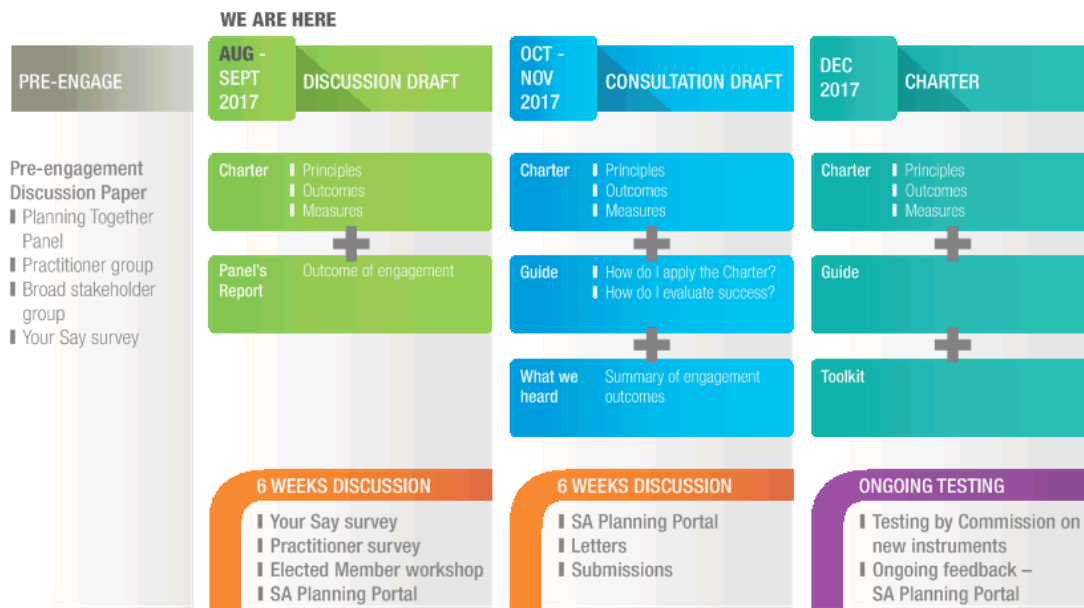 WE ARE HERE
PRE-ENGAGE
Pre-engagement
Discussion Paper
Planning Together
Panel
Practitioner group
Broad stakeholder
group
Your Say survey
AUG -
SEPT
2017
DISCUSSION DRAFT
Charter
Principles
Outcomes
Measures
Panel's
Report
Outcome of engagement
6 WEEKS DISCUSSION
Your Say survey
Practitioner survey
Elected Member workshop
SA Planning Portal
OCT -
NOV
2017
CONSULTATION DRAFT
Charter
Principles
Outcomes
Measures
Guide
How do I apply the Charter?
How do I evaluate success?
What we
heard
Summary of engagement
outcomes
6 WEEKS DISCUSSION
SA Planning Portal
Letters
Submissions
DEC
2017
CHARTER
Charter
Principles
Outcomes
Measures
Guide
Toolkit
ONGOING TESTING
Testing by Commission on
new instruments
Ongoing feedback –
SA Planning Portal